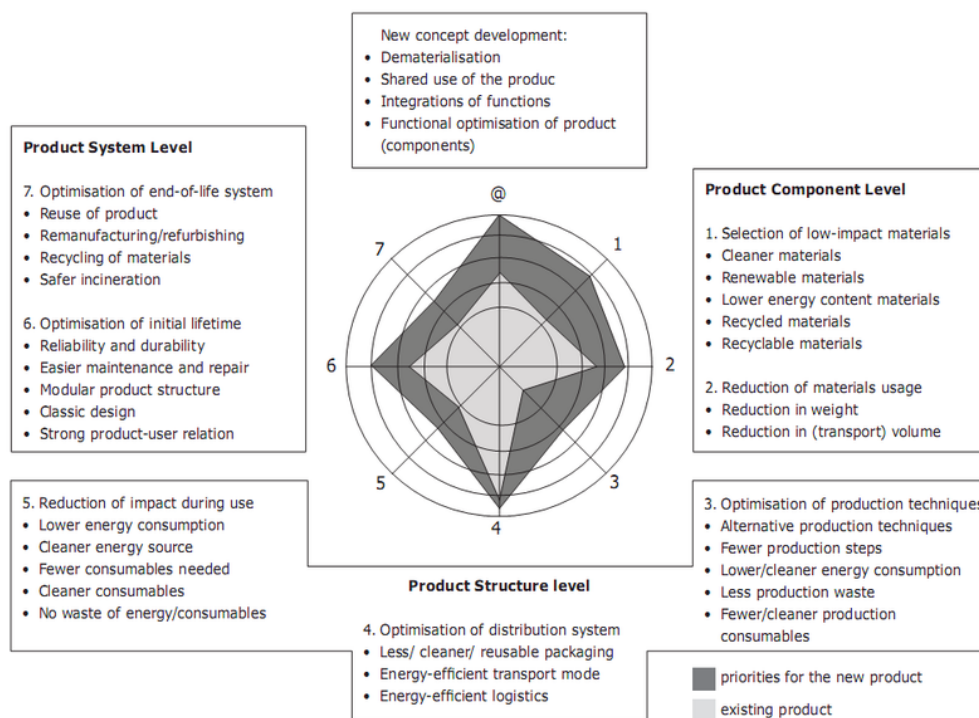 New concept development:
• Dematerialisation
• Shared use of the produc
• Integrations of functions
• Functional optimisation of product
(components)
Product System Level
7. Optimisation of end-of-life system
• Reuse of product
• Remanufacturing/refurbishing
• Recycling of materials
• Safer incineration
6. Optimisation of initial lifetime
• Reliability and durability
• Easier maintenance and repair
• Modular product structure
• Classic design
• Strong product-user relation
@
1
2
3
4
5
6
7
Product Component Level
1. Selection of low-impact materials
• Cleaner materials
• Renewable materials
• Lower energy content materials
• Recycled materials
• Recyclable materials
2. Reduction of materials usage
• Reduction in weight
• Reduction in (transport) volume
5. Reduction of impact during use
• Lower energy consumption
• Cleaner energy source
• Fewer consumables needed
• Cleaner consumables
• No waste of energy/consumables
Product Structure level
4. Optimisation of distribution system
• Less/ cleaner/ reusable packaging
• Energy-efficient transport mode
• Energy-efficient logistics
3. Optimisation of production techniques
• Alternative production techniques
• Fewer production steps
• Lower/cleaner energy consumption
• Less production waste
• Fewer/cleaner production
consumables
priorities for the new product
existing product